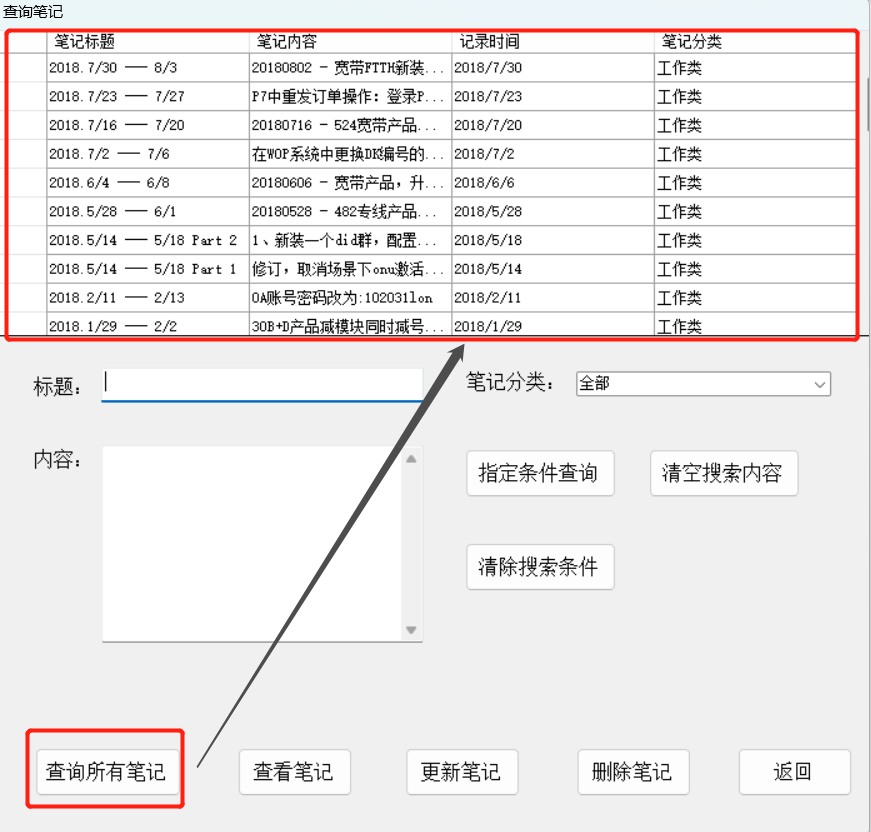 查询笔记
笔记标题 笔记内容 记录时间 笔记分类
2018.7/30 —— 8/3 20180802 - 宽带FTTH新装... 2018/7/30 工作类
2018.7/23 —— 7/27 P7中重发订单操作：登录P... 2018/7/23 工作类
2018.7/16 —— 7/20 20180716 - 524宽带产品... 2018/7/20 工作类
2018.7/2 —— 7/6 在WOP系统中更换DK编号的... 2018/7/2 工作类
2018.6/4 —— 6/8 20180606 - 宽带产品，升... 2018/6/6 工作类
2018.5/28 —— 6/1 20180528 - 482专线产品... 2018/5/28 工作类
2018.5/14 —— 5/18 Part 2 1、新装一个did群，配置... 2018/5/18 工作类
2018.5/14 —— 5/18 Part 1 修订，取消场景下onu激活... 2018/5/14 工作类
2018.2/11 —— 2/13 OA账号密码改为:102031lon 2018/2/11 工作类
2018.1/29 —— 2/2 30B+D产品减模块同时减号... 2018/1/29 工作类
标题： 笔记分类： 全部
内容： 指定条件查询 清空搜索内容
清除搜索条件
查询所有笔记 查看笔记 更新笔记 删除笔记 返回